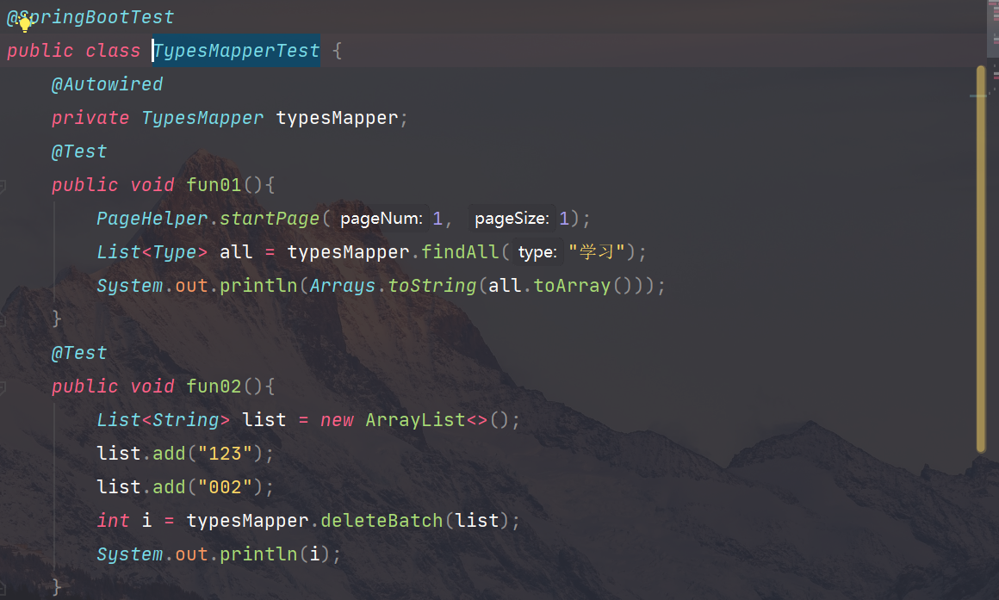 @SpringBootTest
public class TypesMapperTest {
@Autowired
private TypesMapper typesMapper;
@Test
public void fun01(){
PageHelper.startPage( pageNum: 1, pageSize: 1);
List<Type> all = typesMapper.findAll( type: "学习");
System.out.println(Arrays.toString(all.toArray()));
}
@Test
public void fun02(){
List<String> list = new ArrayList<>();
list.add("123");
list.add("002");
int i = typesMapper.deleteBatch(list);
System.out.println(i);
}